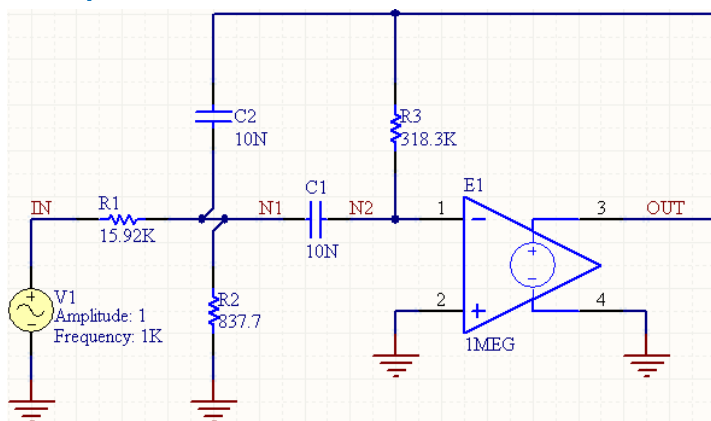 C2
10N
R3
318.3K
IN
R1
15.92K
N1
C1
10N
N2
E1
1
3
OUT
V1
Amplitude: 1
Frequency: 1K
R2
837.7
2
4
1MEG